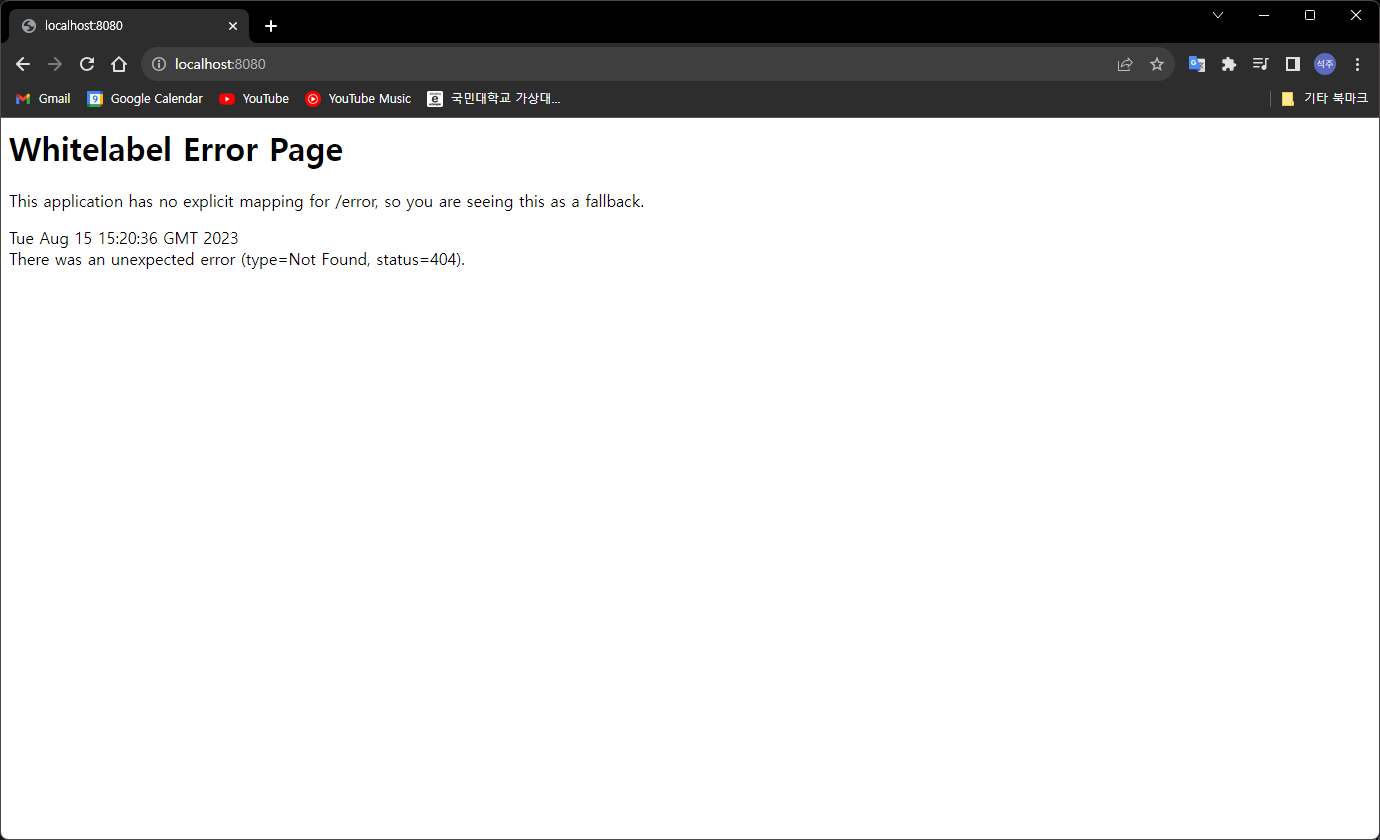 localhost:8080
localhost:8080
석주
Gmail
9 Google Calendar
YouTube
YouTube Music
e 국민대학교 가상대...
기타 북마크
Whitelabel Error Page
This application has no explicit mapping for /error, so you are seeing this as a fallback.
Tue Aug 15 15:20:36 GMT 2023
There was an unexpected error (type=Not Found, status=404).